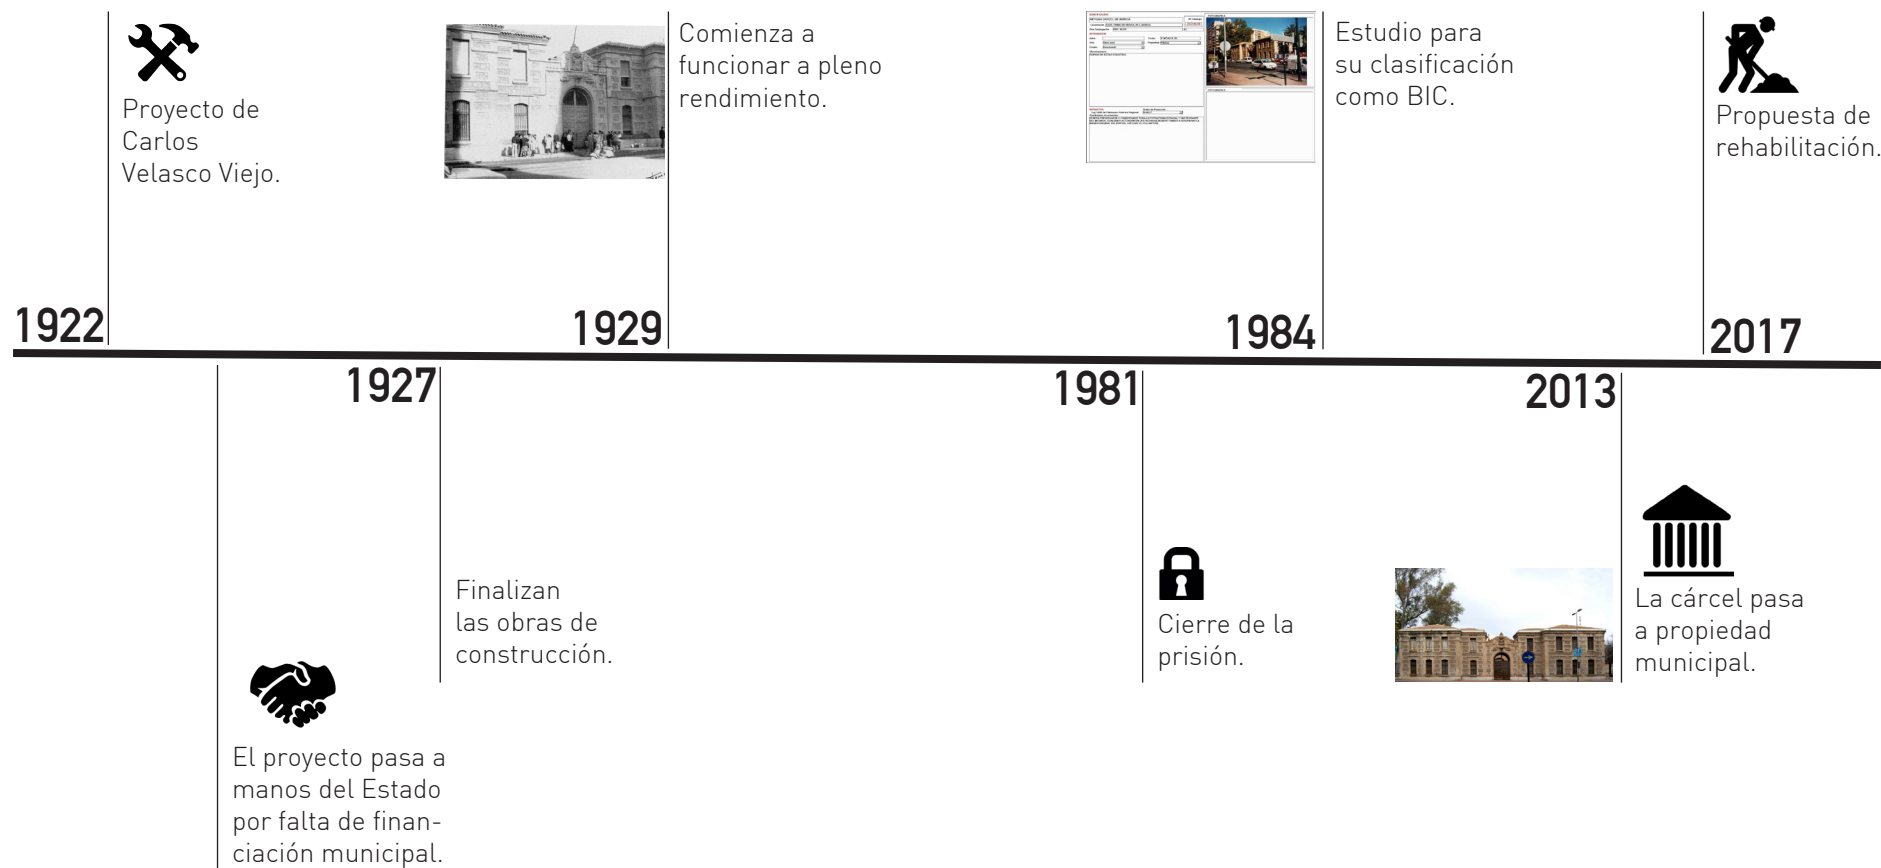 Proyecto de
Carlos
Velasco Viejo.
1922
El proyecto pasa a
manos del Estado
por falta de finan-
ciación municipal.
1927
Finalizan
las obras de
construcción.
1929
Comienza a
funcionar a pleno
rendimiento.
1981
Cierre de la
prisión.
1984
Estudio para
su clasificación
como BIC.
2013
La cárcel pasa
a propiedad
municipal.
2017
Propuesta de
rehabilitación.